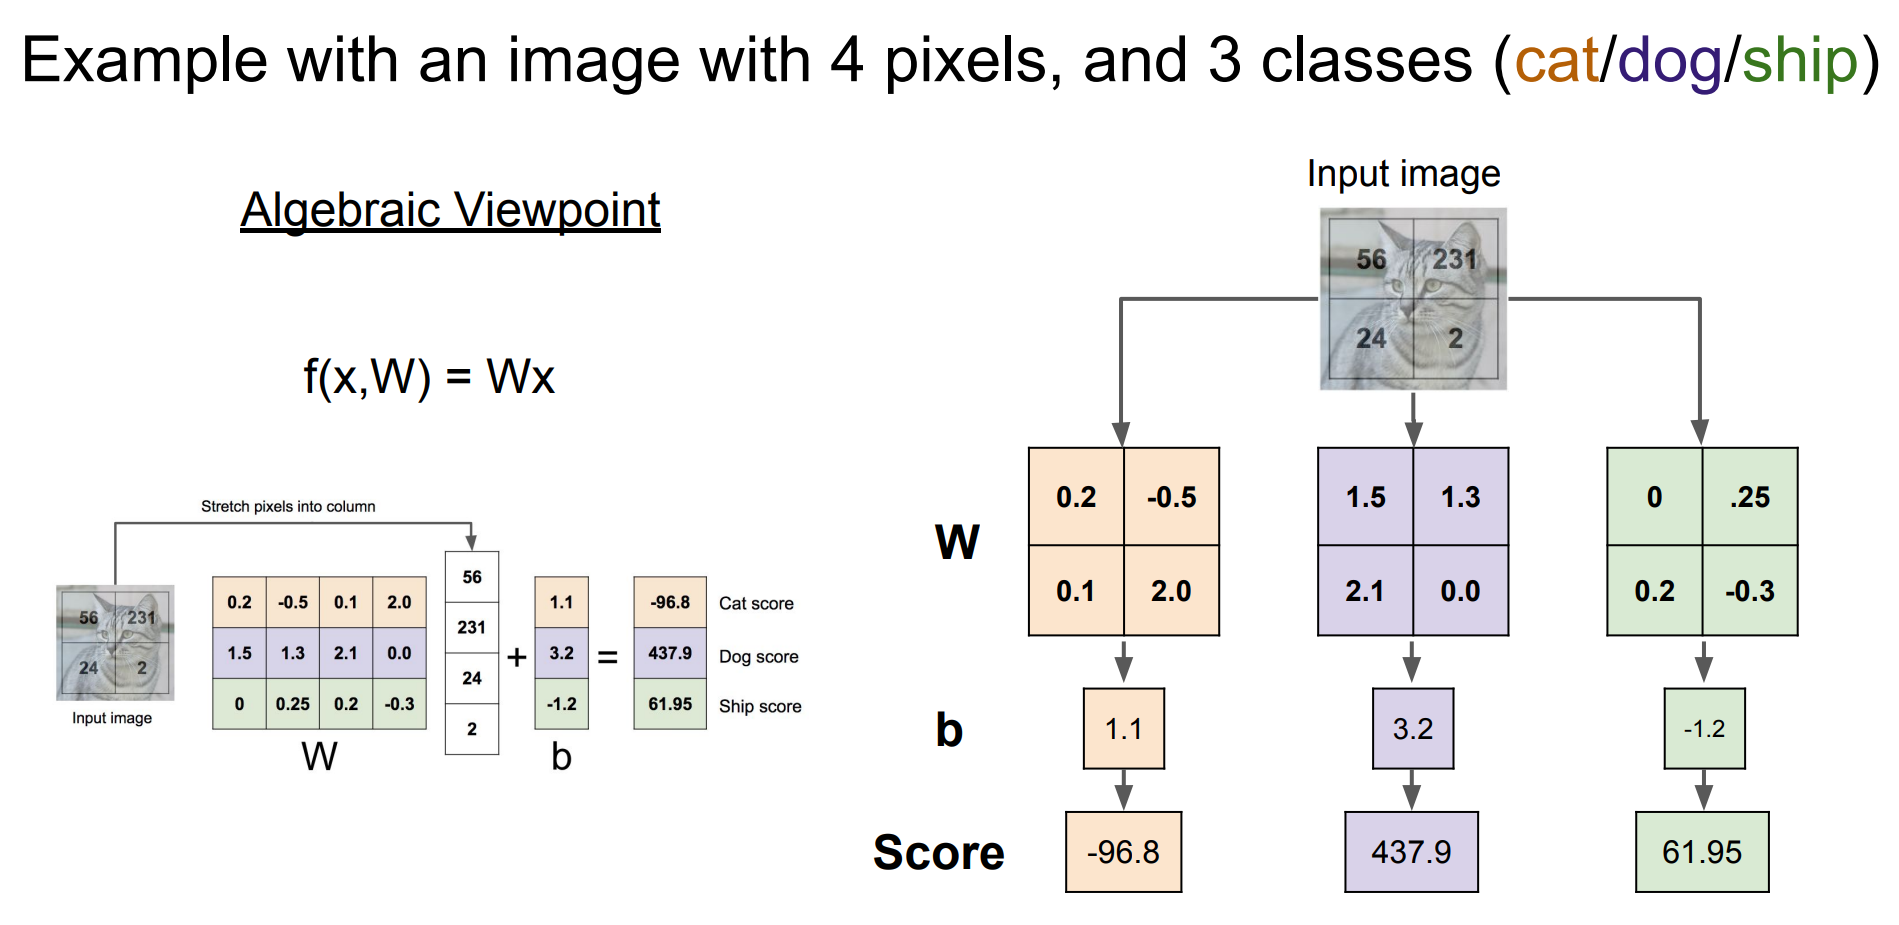 Example with an image with 4 pixels, and 3 classes (cat/dog/ship)
Algebraic Viewpoint
f(x,W) = Wx
Stretch pixels into column
56 231
24 2
Input image
0.2 -0.5 0.1 2.0
1.5 1.3 2.1 0.0
0 0.25 0.2 -0.3
W
56
231
24
2
+
1.1
3.2
-1.2
b
=
-96.8 Cat score
437.9 Dog score
61.95 Ship score
Input image
56 231
24 2
W
0.2 -0.5
0.1 2.0
1.5 1.3
2.1 0.0
0 .25
0.2 -0.3
b
1.1
3.2
-1.2
Score
-96.8
437.9
61.95